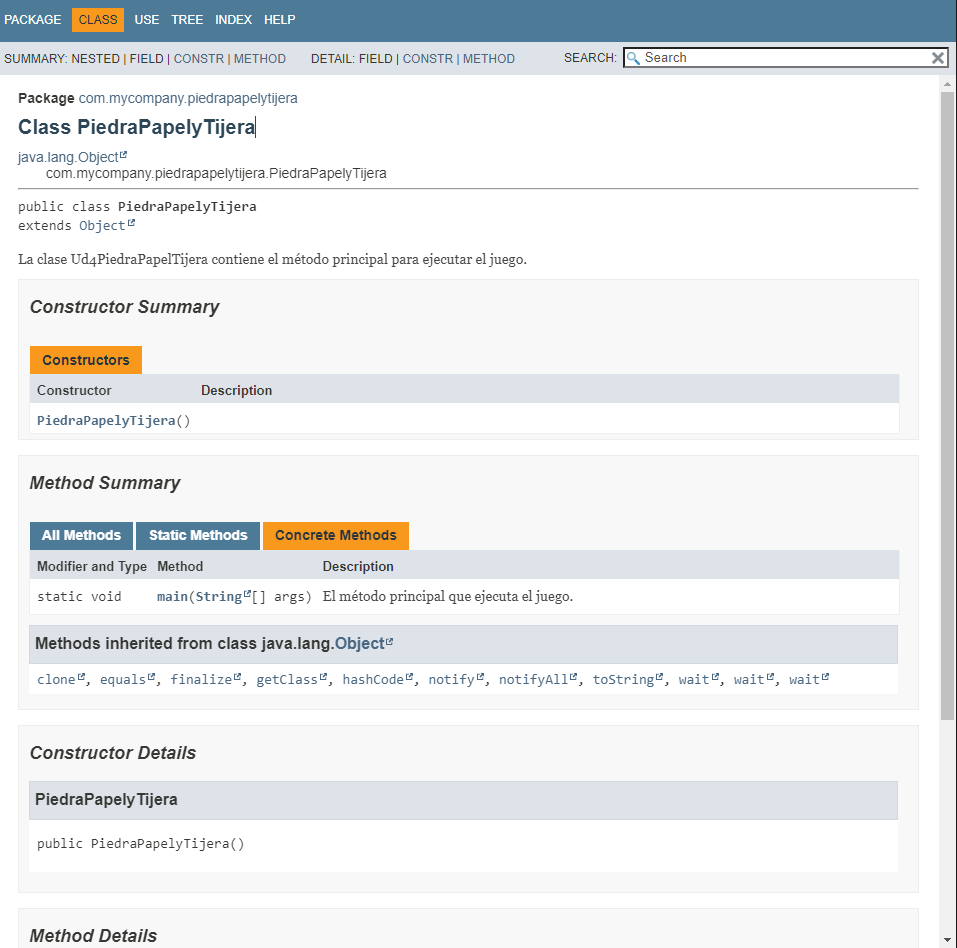 PACKAGE CLASS USE TREE INDEX HELP
SUMMARY: NESTED | FIELD | CONSTR | METHOD DETAIL: FIELD | CONSTR | METHOD SEARCH: Search
Package com.mycompany.piedrapapelytijera
Class PiedraPapelyTijera
java.lang.Object
com.mycompany.piedrapapelytijera.PiedraPapelyTijera
public class PiedraPapelyTijera
extends Object
La clase Ud4PiedraPapelTijera contiene el método principal para ejecutar el juego.
Constructor Summary
Constructors
Constructor Description
PiedraPapelyTijera()
Method Summary
All Methods Static Methods Concrete Methods
Modifier and Type Method Description
static void main(String[] args) El método principal que ejecuta el juego.
Methods inherited from class java.lang.Object
clone, equals, finalize, getClass, hashCode, notify, notifyAll, toString, wait, wait, wait
Constructor Details
PiedraPapelyTijera
public PiedraPapelyTijera()
Method Details